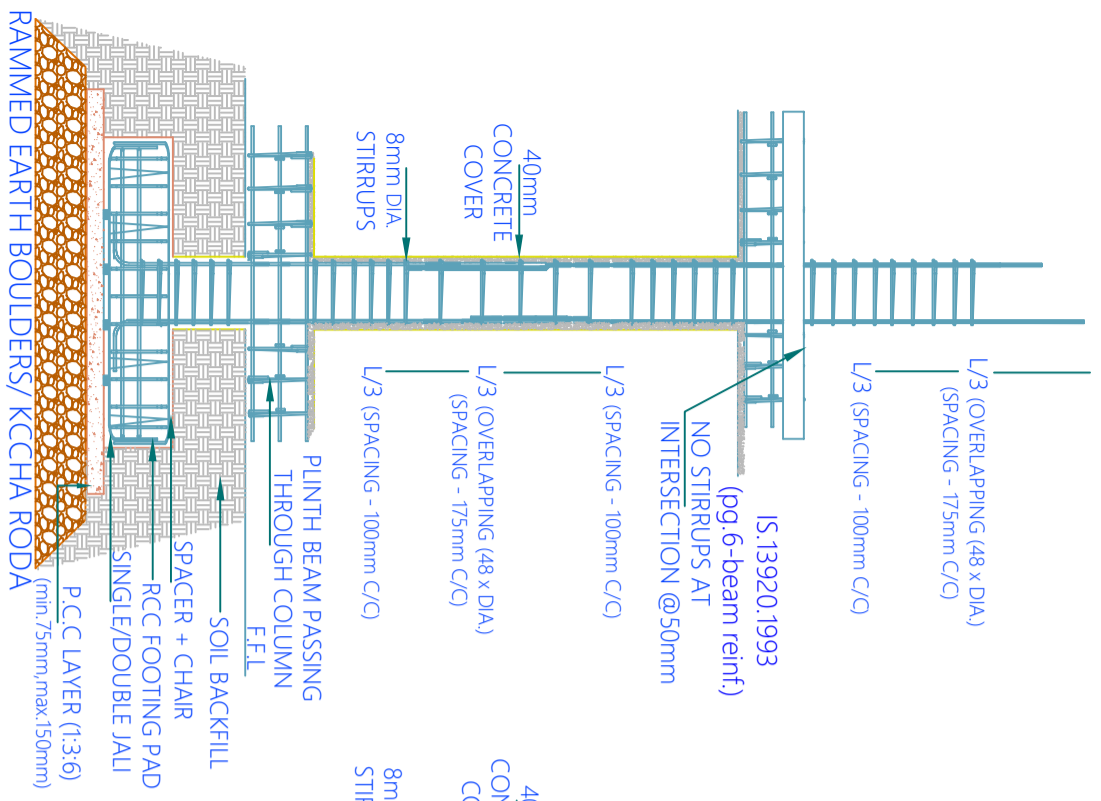 L/3 (OVERLAPPING (48 x DIA.)
(SPACING - 175mm C/C)
L/3 (SPACING - 100mm C/C)
IS.13920.1993
(pg.6-beam reinf.)
NO STIRRUPS AT
INTERSECTION @50mm
L/3 (SPACING - 100mm C/C)
L/3 (OVERLAPPING (48 x DIA.)
(SPACING - 175mm C/C)
L/3 (SPACING - 100mm C/C)
40mm
CONCRETE
COVER
8mm DIA.
STIRRUPS
PLINTH BEAM PASSING
THROUGH COLUMN
F.F.L
SOIL BACKFILL
SPACER + CHAIR
RCC FOOTING PAD
SINGLE/DOUBLE JALI
P.C.C LAYER (1:3:6)
(min.75mm,max.150mm)
RAMMED EARTH BOULDERS/ KCCHA RODA
8m